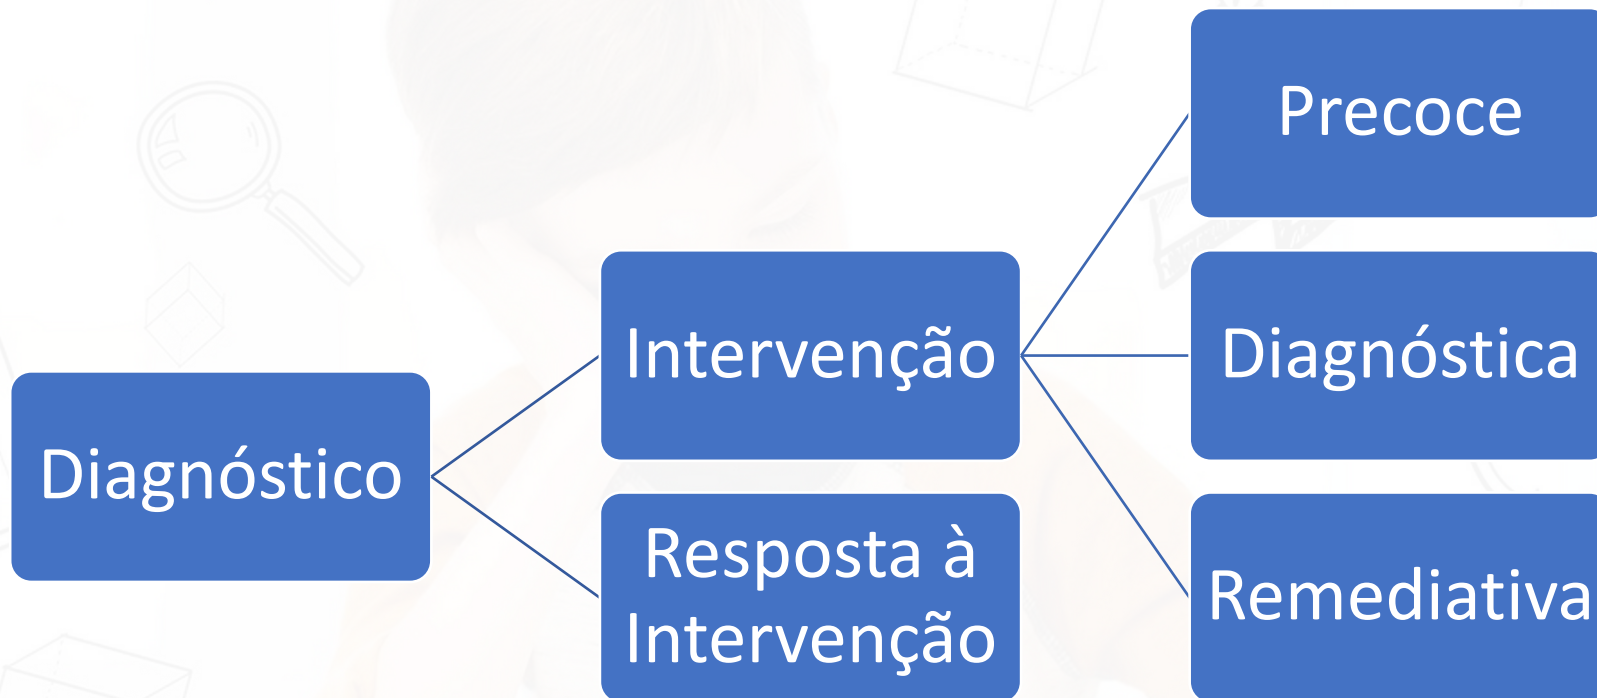 Diagnóstico
Intervenção
Resposta à
Intervenção
Precoce
Diagnóstica
Remediativa